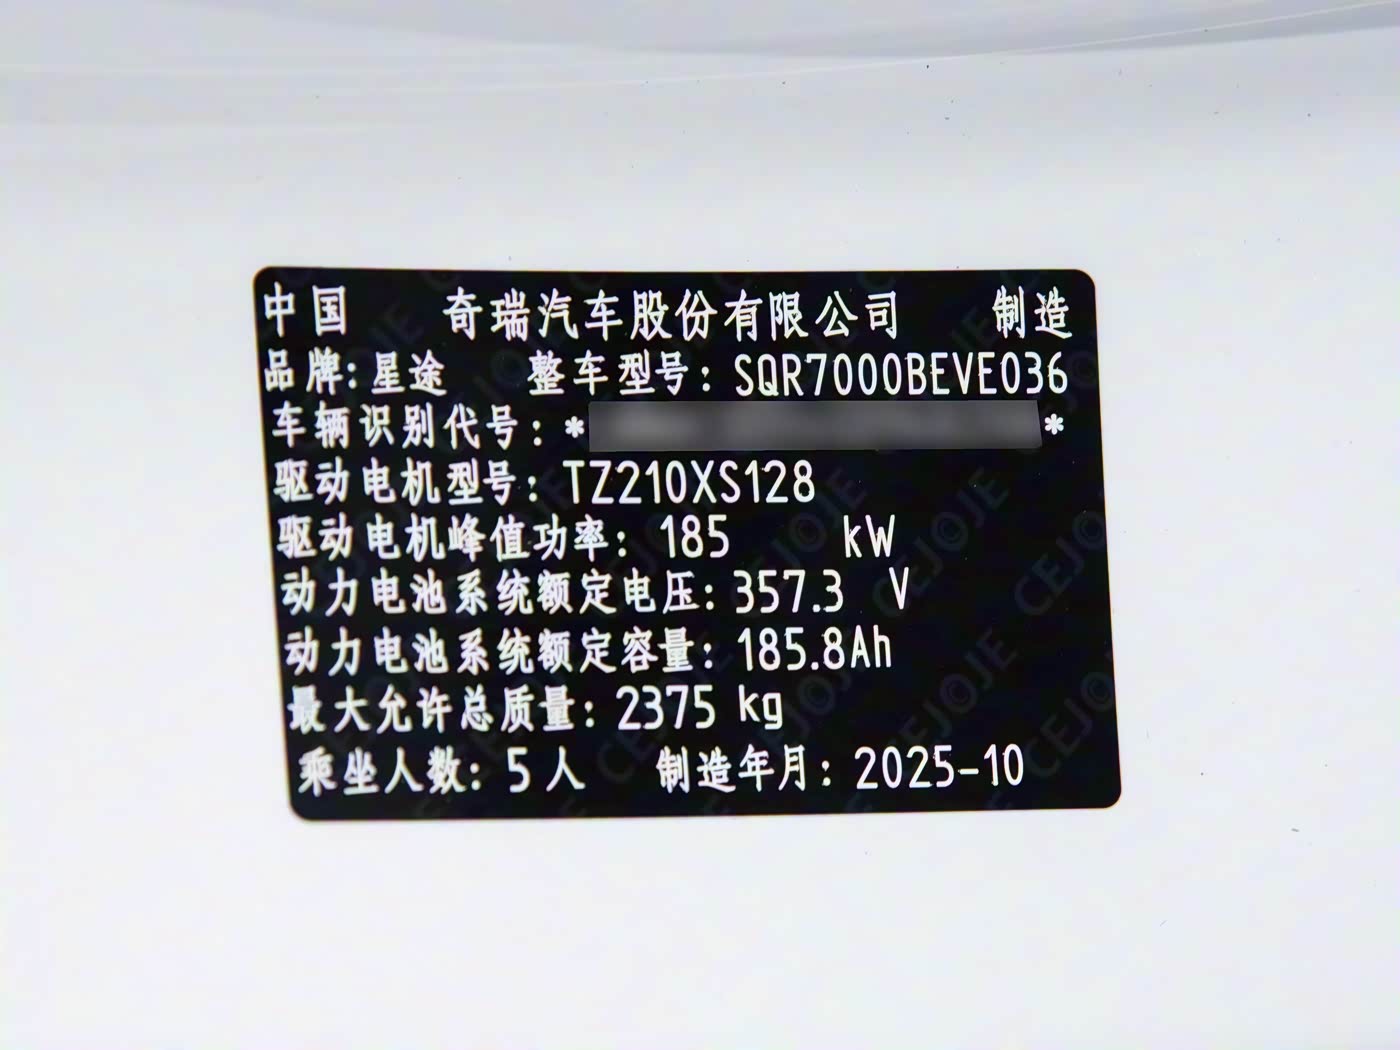 中国 奇瑞汽车股份有限公司 制造
品牌:星途 整车型号:SQR7000BEVE036
车辆识别代号:* *
驱动电机型号:TZ210XS128
驱动电机峰值功率:185 kW
动力电池系统额定电压:357.3 V
动力电池系统额定容量:185.8Ah
最大允许总质量:2375 kg
乘坐人数:5人 制造年月:2025-10